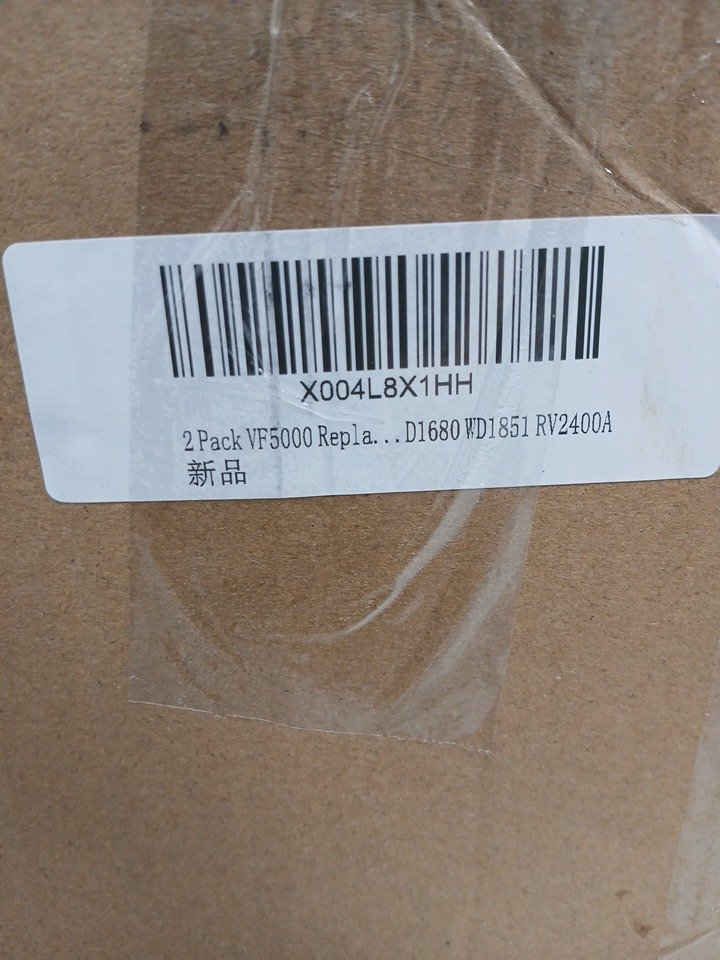 X004L8X1HH
2 Pack VF5000 Repla...D1680 WD1851 RV2400A
新品